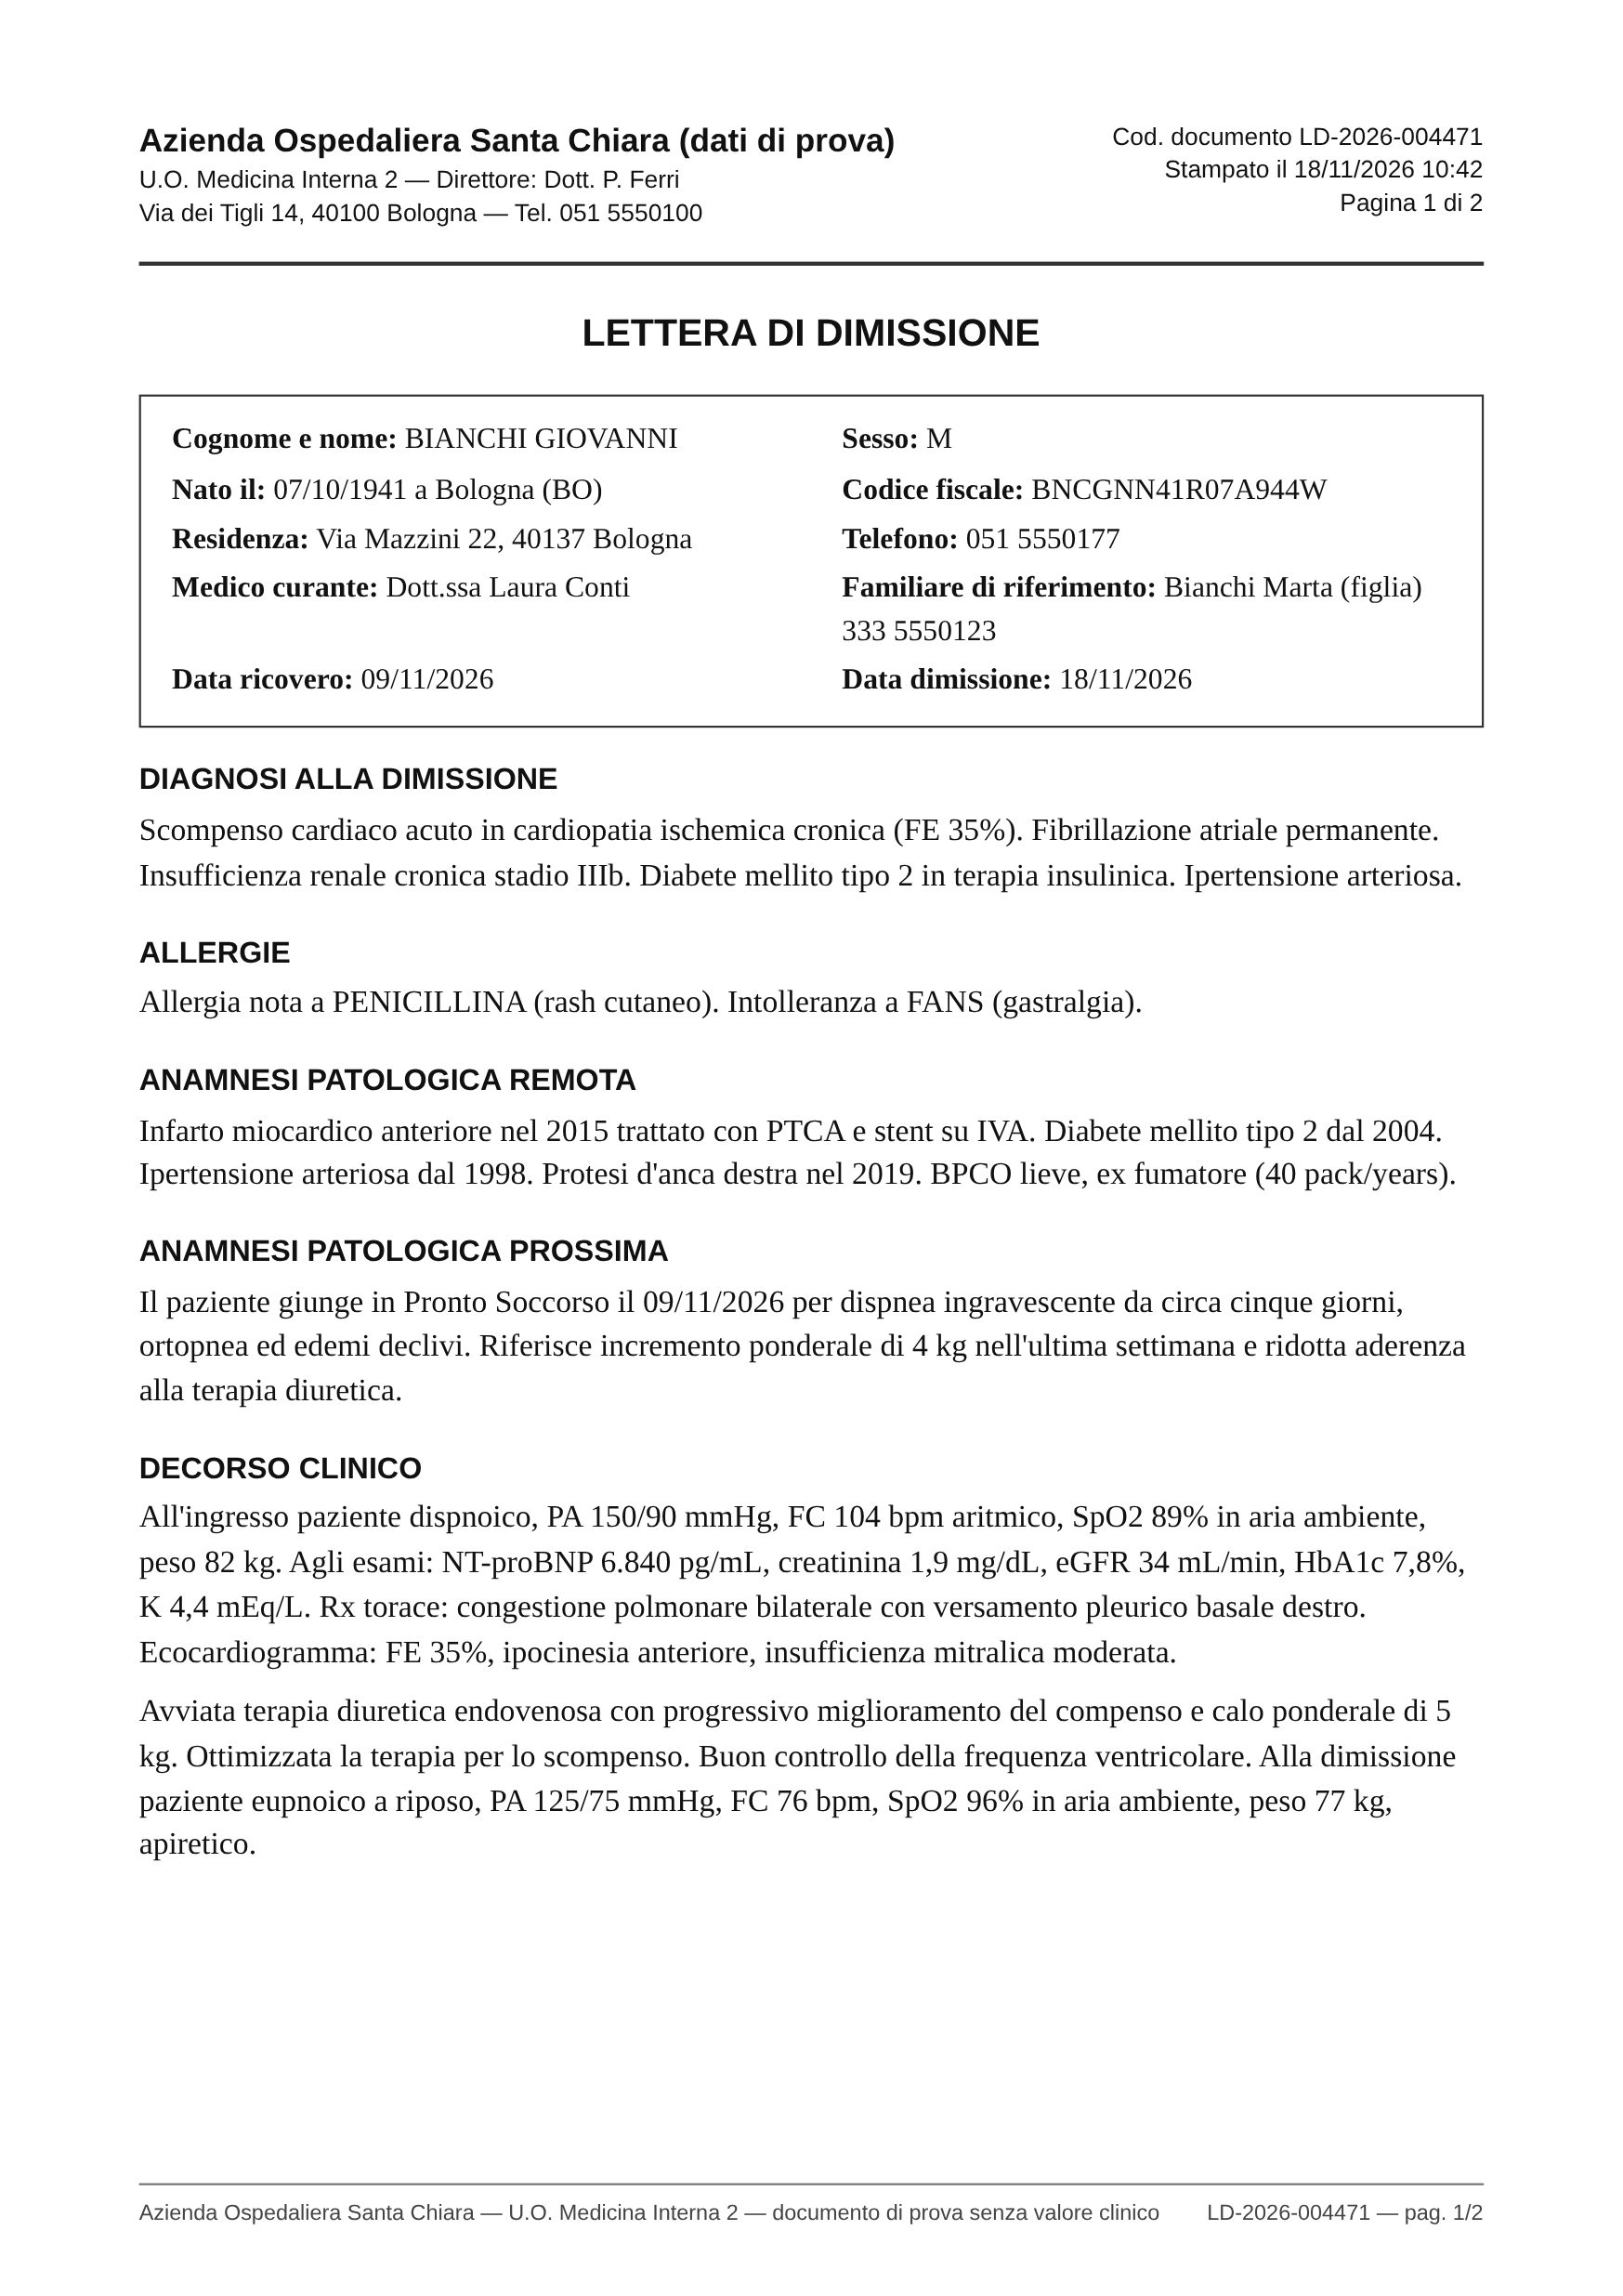 Azienda Ospedaliera Santa Chiara (dati di prova)
U.O. Medicina Interna 2 — Direttore: Dott. P. Ferri
Via dei Tigli 14, 40100 Bologna — Tel. 051 5550100
Cod. documento LD-2026-004471
Stampato il 18/11/2026 10:42
Pagina 1 di 2
LETTERA DI DIMISSIONE
Cognome e nome: BIANCHI GIOVANNI
Sesso: M
Nato il: 07/10/1941 a Bologna (BO)
Codice fiscale: BNCGNN41R07A944W
Residenza: Via Mazzini 22, 40137 Bologna
Telefono: 051 5550177
Medico curante: Dott.ssa Laura Conti
Familiare di riferimento: Bianchi Marta (figlia)
333 5550123
Data ricovero: 09/11/2026
Data dimissione: 18/11/2026
DIAGNOSI ALLA DIMISSIONE
Scompenso cardiaco acuto in cardiopatia ischemica cronica (FE 35%). Fibrillazione atriale permanente.
Insufficienza renale cronica stadio IIIb. Diabete mellito tipo 2 in terapia insulinica. Ipertensione arteriosa.
ALLERGIE
Allergia nota a PENICILLINA (rash cutaneo). Intolleranza a FANS (gastralgia).
ANAMNESI PATOLOGICA REMOTA
Infarto miocardico anteriore nel 2015 trattato con PTCA e stent su IVA. Diabete mellito tipo 2 dal 2004.
Ipertensione arteriosa dal 1998. Protesi d'anca destra nel 2019. BPCO lieve, ex fumatore (40 pack/years).
ANAMNESI PATOLOGICA PROSSIMA
Il paziente giunge in Pronto Soccorso il 09/11/2026 per dispnea ingravescente da circa cinque giorni,
ortopnea ed edemi declivi. Riferisce incremento ponderale di 4 kg nell'ultima settimana e ridotta aderenza
alla terapia diuretica.
DECORSO CLINICO
All'ingresso paziente dispnoico, PA 150/90 mmHg, FC 104 bpm aritmico, SpO2 89% in aria ambiente,
peso 82 kg. Agli esami: NT-proBNP 6.840 pg/mL, creatinina 1,9 mg/dL, eGFR 34 mL/min, HbA1c 7,8%,
K 4,4 mEq/L. Rx torace: congestione polmonare bilaterale con versamento pleurico basale destro.
Ecocardiogramma: FE 35%, ipocinesia anteriore, insufficienza mitralica moderata.
Avviata terapia diuretica endovenosa con progressivo miglioramento del compenso e calo ponderale di 5
kg. Ottimizzata la terapia per lo scompenso. Buon controllo della frequenza ventricolare. Alla dimissione
paziente eupnoico a riposo, PA 125/75 mmHg, FC 76 bpm, SpO2 96% in aria ambiente, peso 77 kg,
apiretico.
Azienda Ospedaliera Santa Chiara — U.O. Medicina Interna 2 — documento di prova senza valore clinico
LD-2026-004471 — pag. 1/2